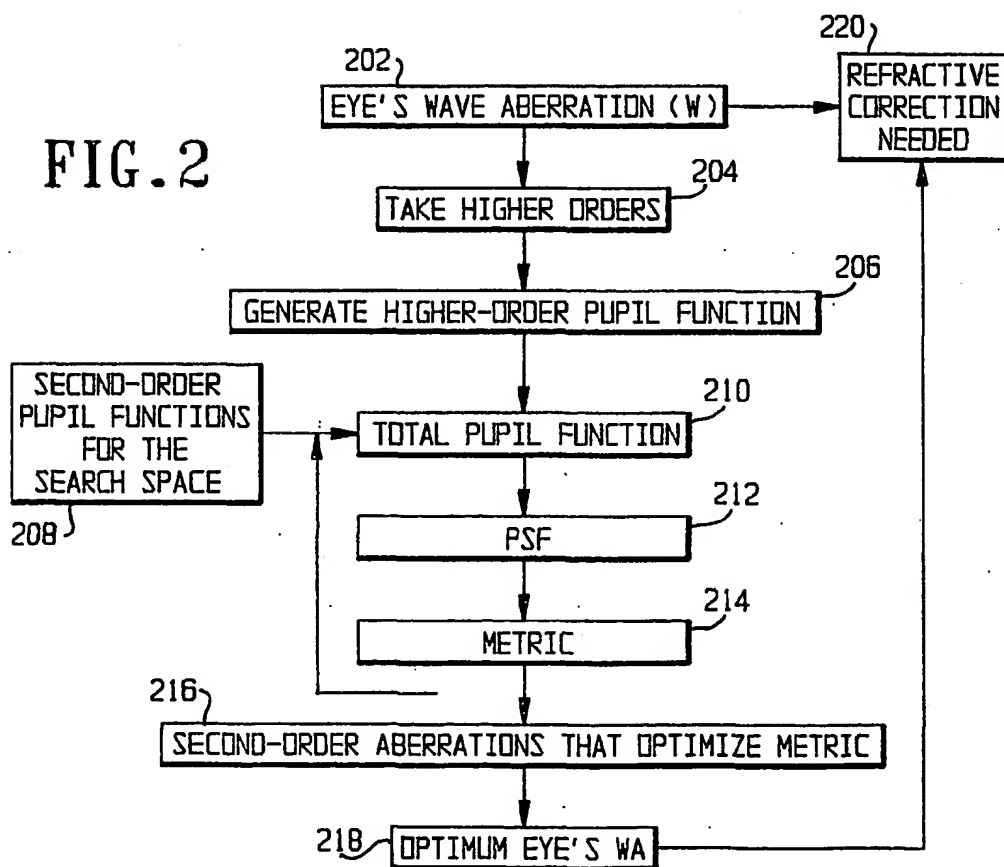 FIG.2
202
EYE'S WAVE ABERRATION (W)
220
REFRACTIVE
CORRECTION
NEEDED
204
TAKE HIGHER ORDERS
206
GENERATE HIGHER-ORDER PUPIL FUNCTION
SECOND-ORDER
PUPIL FUNCTIONS
FOR THE
SEARCH SPACE
208
210
TOTAL PUPIL FUNCTION
212
PSF
214
METRIC
216
SECOND-ORDER ABERRATIONS THAT OPTIMIZE METRIC
218
OPTIMUM EYE'S WA